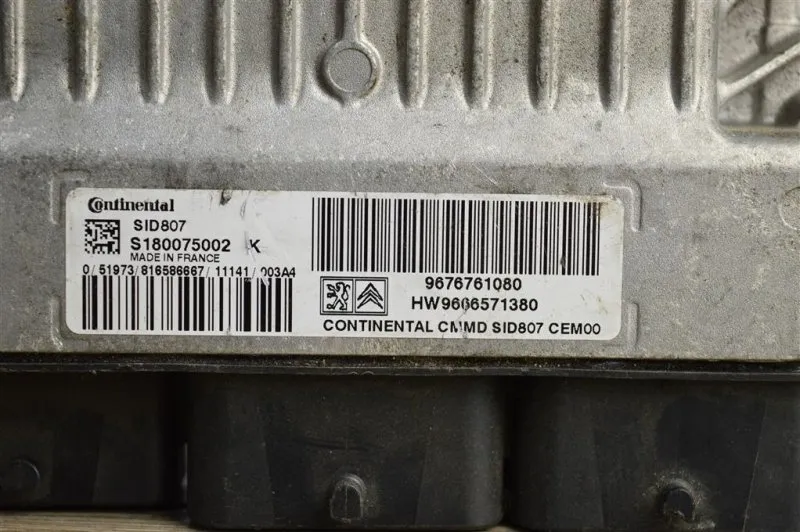 Continental
SID807
S180075002 K
MADE IN FRANCE
0/51973/816586667/11141/003A4
9676761080
HW9666571380
CONTINENTAL CMMD SID807 CEM00